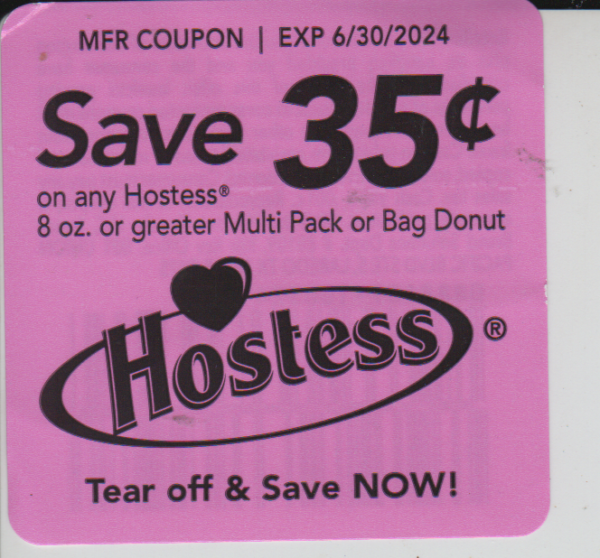 MFR COUPON | EXP 6/30/2024
Save 35¢
on any Hostess®
8 oz. or greater Multi Pack or Bag Donut
Hostess®
Tear off & Save NOW!